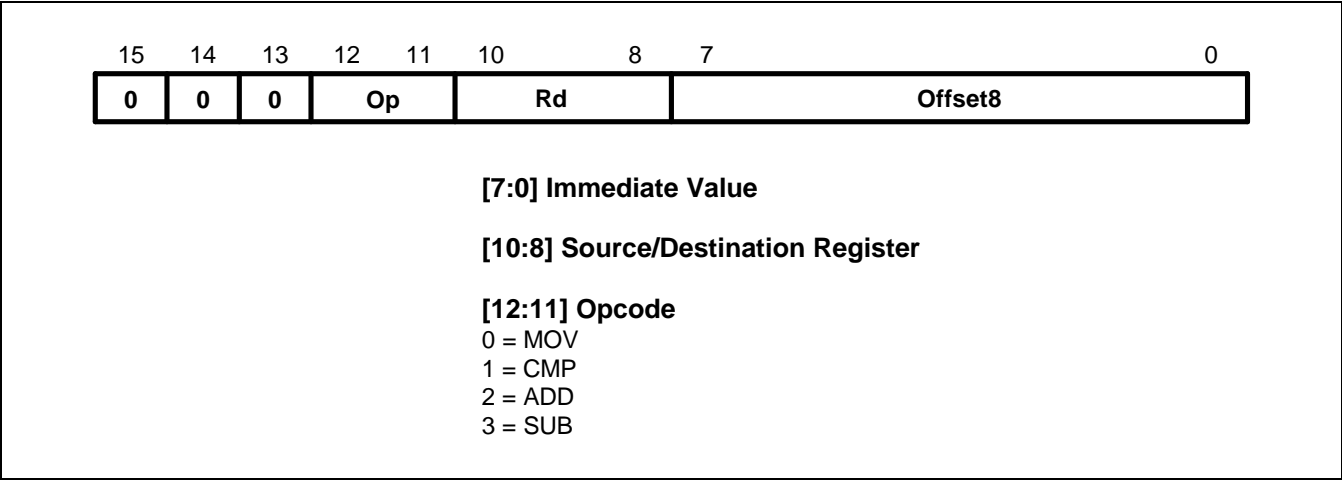 15 14 13 12 11 10 8 7 0
0 0 0 Op Rd Offset8
[7:0] Immediate Value
[10:8] Source/Destination Register
[12:11] Opcode
0 = MOV
1 = CMP
2 = ADD
3 = SUB